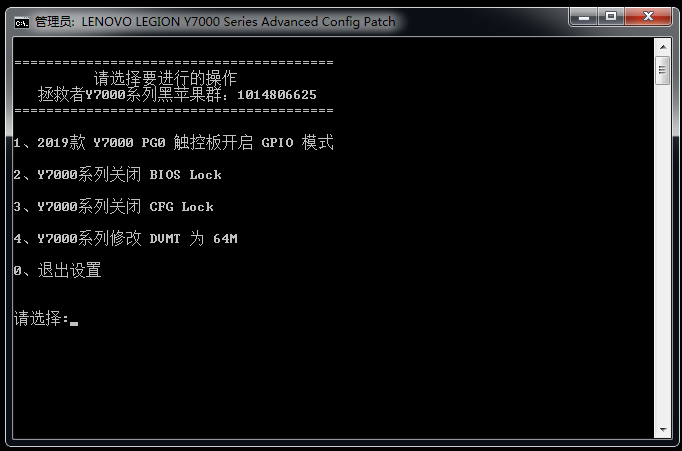 管理员: LENOVO LEGION Y7000 Series Advanced Config Patch
========================================
请选择要进行的操作
拯救者Y7000系列黑苹果群：1014806625
========================================
1、2019款 Y7000 PG0 触控板开启 GPIO 模式
2、Y7000系列关闭 BIOS Lock
3、Y7000系列关闭 CFG Lock
4、Y7000系列修改 DVMT 为 64M
0、退出设置
请选择: